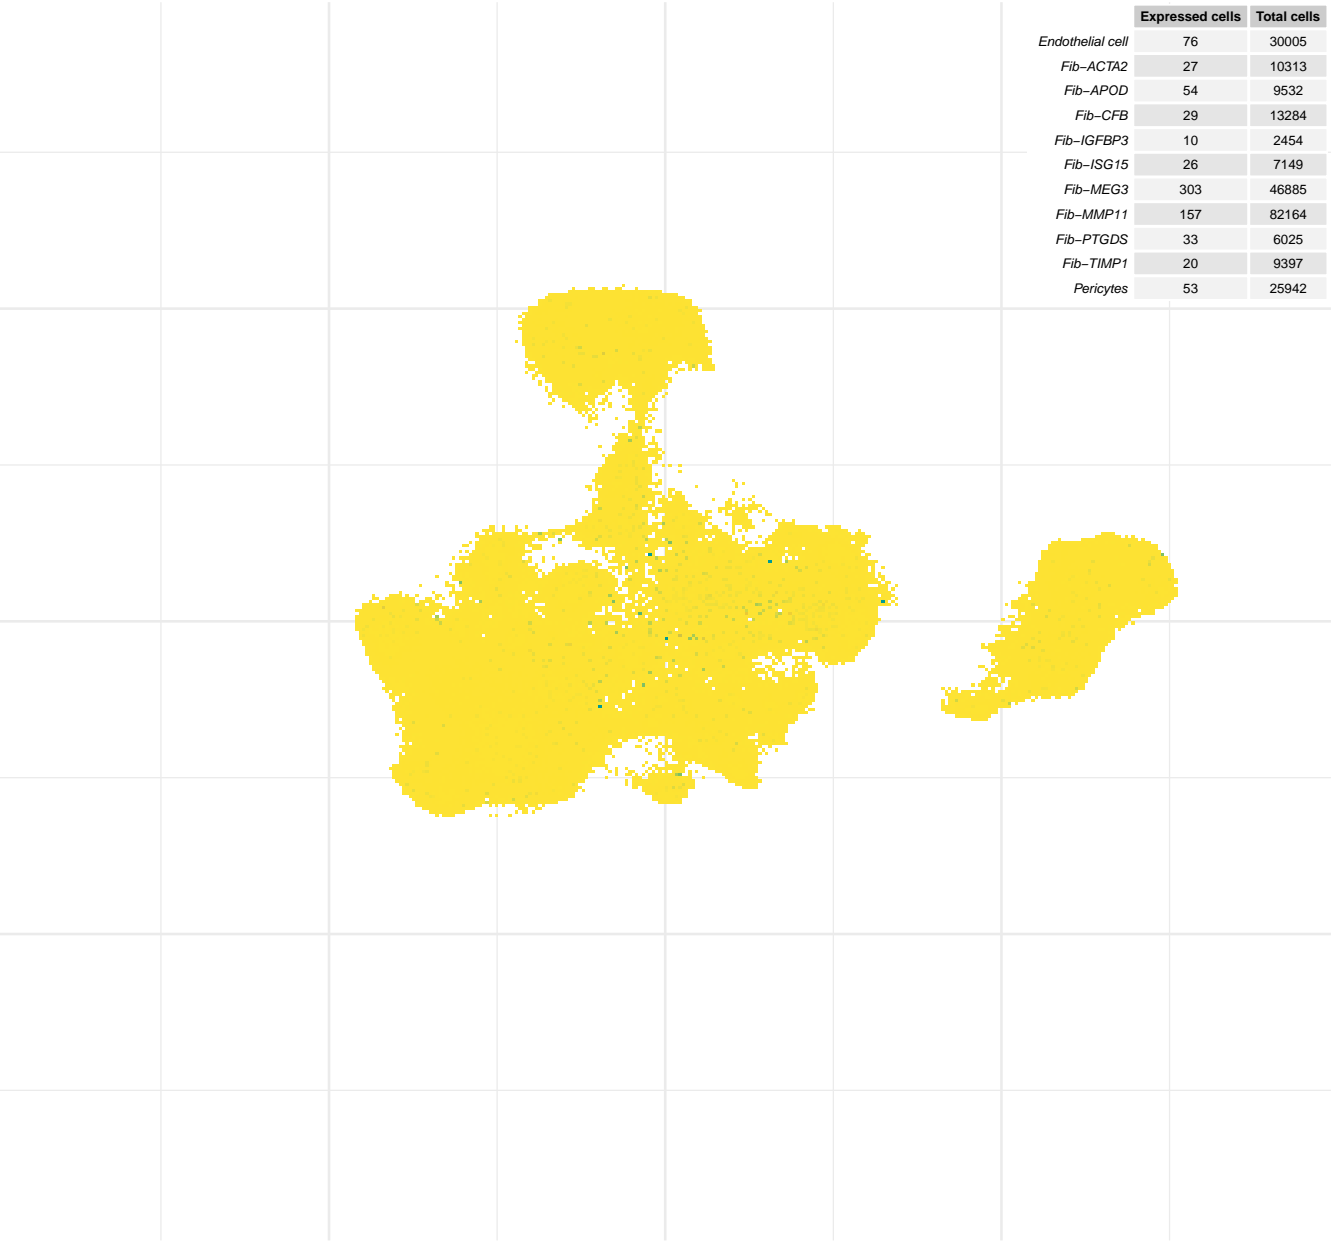 Expressed cells Total cells
Endothelial cell 76 30005
Fib−ACTA2 27 10313
Fib−APOD 54 9532
Fib−CFB 29 13284
Fib−IGFBP3 10 2454
Fib−ISG15 26 7149
Fib−MEG3 303 46885
Fib−MMP11 157 82164
Fib−PTGDS 33 6025
Fib−TIMP1 20 9397
Pericytes 53 25942